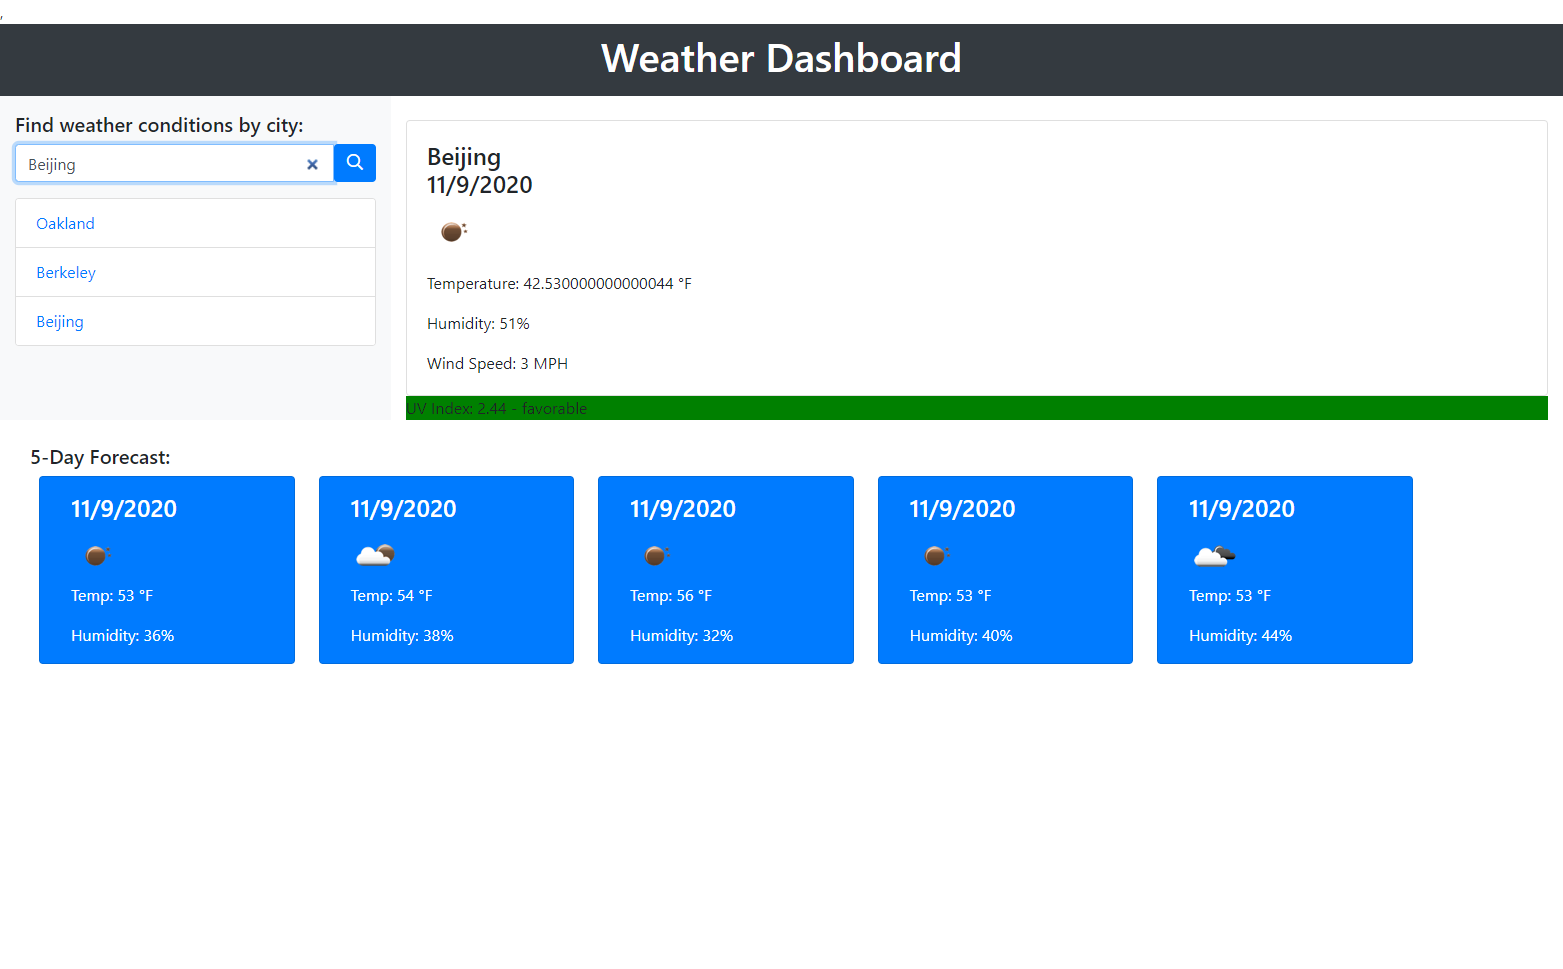 ,
Weather Dashboard
Find weather conditions by city:
Beijing
Oakland
Berkeley
Beijing
Beijing
11/9/2020
Temperature: 42.530000000000044 °F
Humidity: 51%
Wind Speed: 3 MPH
UV Index: 2.44 - favorable
5-Day Forecast:
11/9/2020
Temp: 53 °F
Humidity: 36%
11/9/2020
Temp: 54 °F
Humidity: 38%
11/9/2020
Temp: 56 °F
Humidity: 32%
11/9/2020
Temp: 53 °F
Humidity: 40%
11/9/2020
Temp: 53 °F
Humidity: 44%